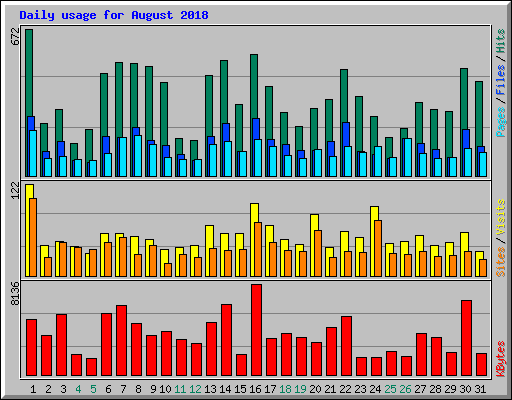 Daily usage for August 2018
672
Pages / Files / Hits
122
Sites / Visits
8136
KBytes
1 2 3 4 5 6 7 8 9 10 11 12 13 14 15 16 17 18 19 20 21 22 23 24 25 26 27 28 29 30 31